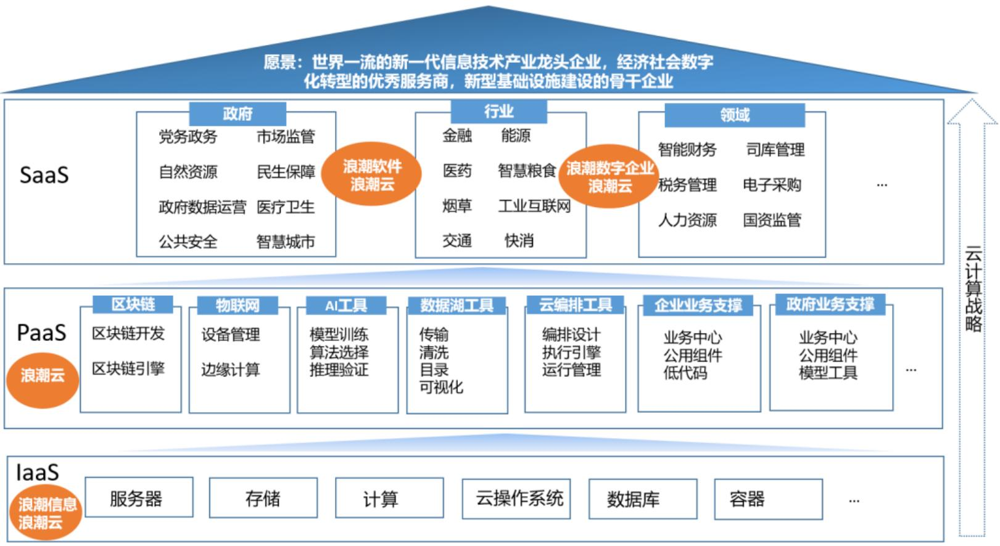 愿景：世界一流的新一代信息技术产业龙头企业，经济社会数字
化转型的优秀服务商，新型基础设施建设的骨干企业
SaaS
政府
党务政务 市场监管
自然资源 民生保障
政府数据运营 医疗卫生
公共安全 智慧城市
浪潮软件
浪潮云
行业
金融 能源
医药 智慧粮食
烟草 工业互联网
交通 快消
浪潮数字企业
浪潮云
领域
智能财务 司库管理
税务管理 电子采购
人力资源 国资监管
...
PaaS
浪潮云
区块链
区块链开发
区块链引擎
物联网
设备管理
边缘计算
AI工具
模型训练
算法选择
推理验证
数据湖工具
传输
清洗
目录
可视化
云编排工具
编排设计
执行引擎
运行管理
企业业务支撑
业务中心
公用组件
低代码
政府业务支撑
业务中心
公用组件
模型工具
...
IaaS
浪潮信息
浪潮云
服务器
存储
计算
云操作系统
数据库
容器
...
云计算战略